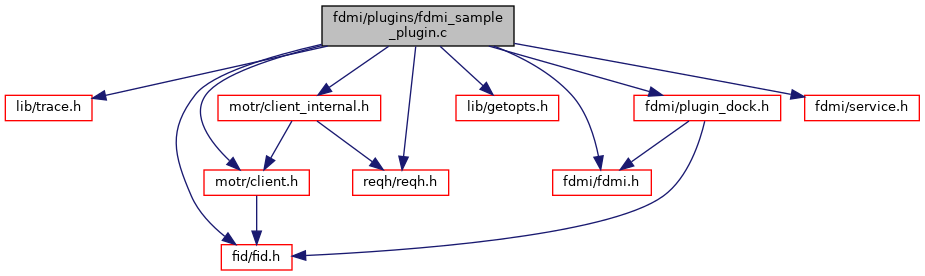 fdmi/plugins/fdmi_sample
_plugin.c
lib/trace.h
motr/client_internal.h
lib/getopts.h
fdmi/plugin_dock.h
fdmi/service.h
motr/client.h
reqh/reqh.h
fdmi/fdmi.h
fid/fid.h